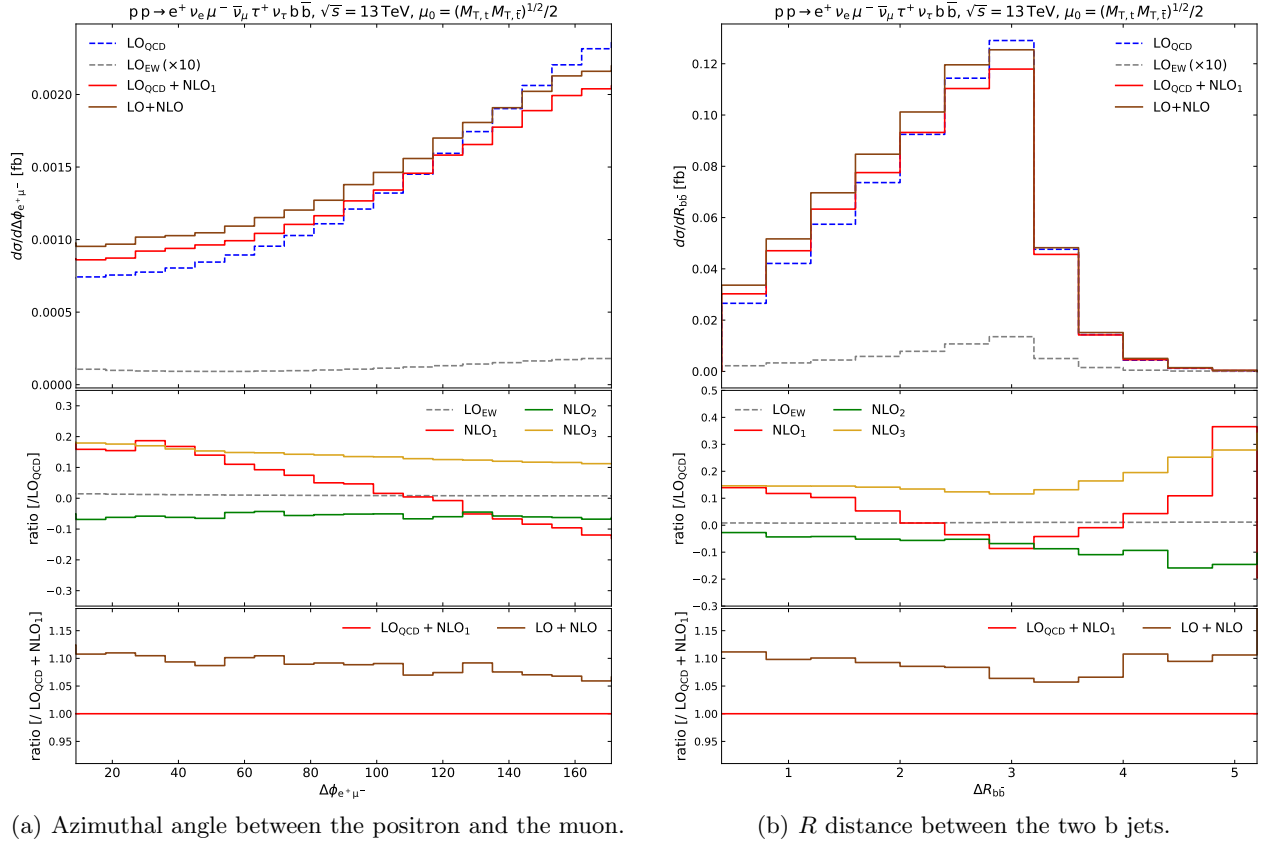 p p → e⁺ νₑ μ⁻ ν̄_μ τ⁺ ν_τ b b̄, √s = 13 TeV, μ₀ = (M_T,t M_T,t̄)^1/2/2
LO_QCD
LO_EW (×10)
LO_QCD + NLO₁
LO+NLO
dσ/dΔϕ_e⁺μ⁻ [fb]
0.0020
0.0015
0.0010
0.0005
0.0000
LO_EW
NLO₁
NLO₂
NLO₃
ratio [/LO_QCD]
0.3
0.2
0.1
0.0
−0.1
−0.2
−0.3
LO_QCD + NLO₁
LO + NLO
ratio [/ LO_QCD + NLO₁]
1.15
1.10
1.05
1.00
0.95
20 40 60 80 100 120 140 160
Δϕ_e⁺μ⁻
(a) Azimuthal angle between the positron and the muon.
p p → e⁺ νₑ μ⁻ ν̄_μ τ⁺ ν_τ b b̄, √s = 13 TeV, μ₀ = (M_T,t M_T,t̄)^1/2/2
LO_QCD
LO_EW (×10)
LO_QCD + NLO₁
LO+NLO
dσ/dR_bb̄ [fb]
0.12
0.10
0.08
0.06
0.04
0.02
0.00
LO_EW
NLO₁
NLO₂
NLO₃
ratio [/LO_QCD]
0.5
0.4
0.3
0.2
0.1
0.0
−0.1
−0.2
−0.3
LO_QCD + NLO₁
LO + NLO
ratio [/ LO_QCD + NLO₁]
1.15
1.10
1.05
1.00
0.95
1 2 3 4 5
ΔR_bb̄
(b) R distance between the two b jets.